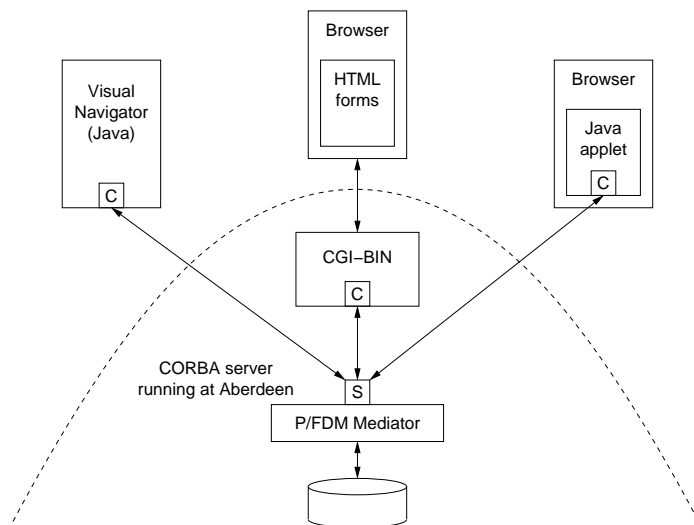 Browser
HTML
forms
Visual
Navigator
(Java)
C
Browser
Java
applet
C
CGI–BIN
C
CORBA server
running at Aberdeen
S
P/FDM Mediator